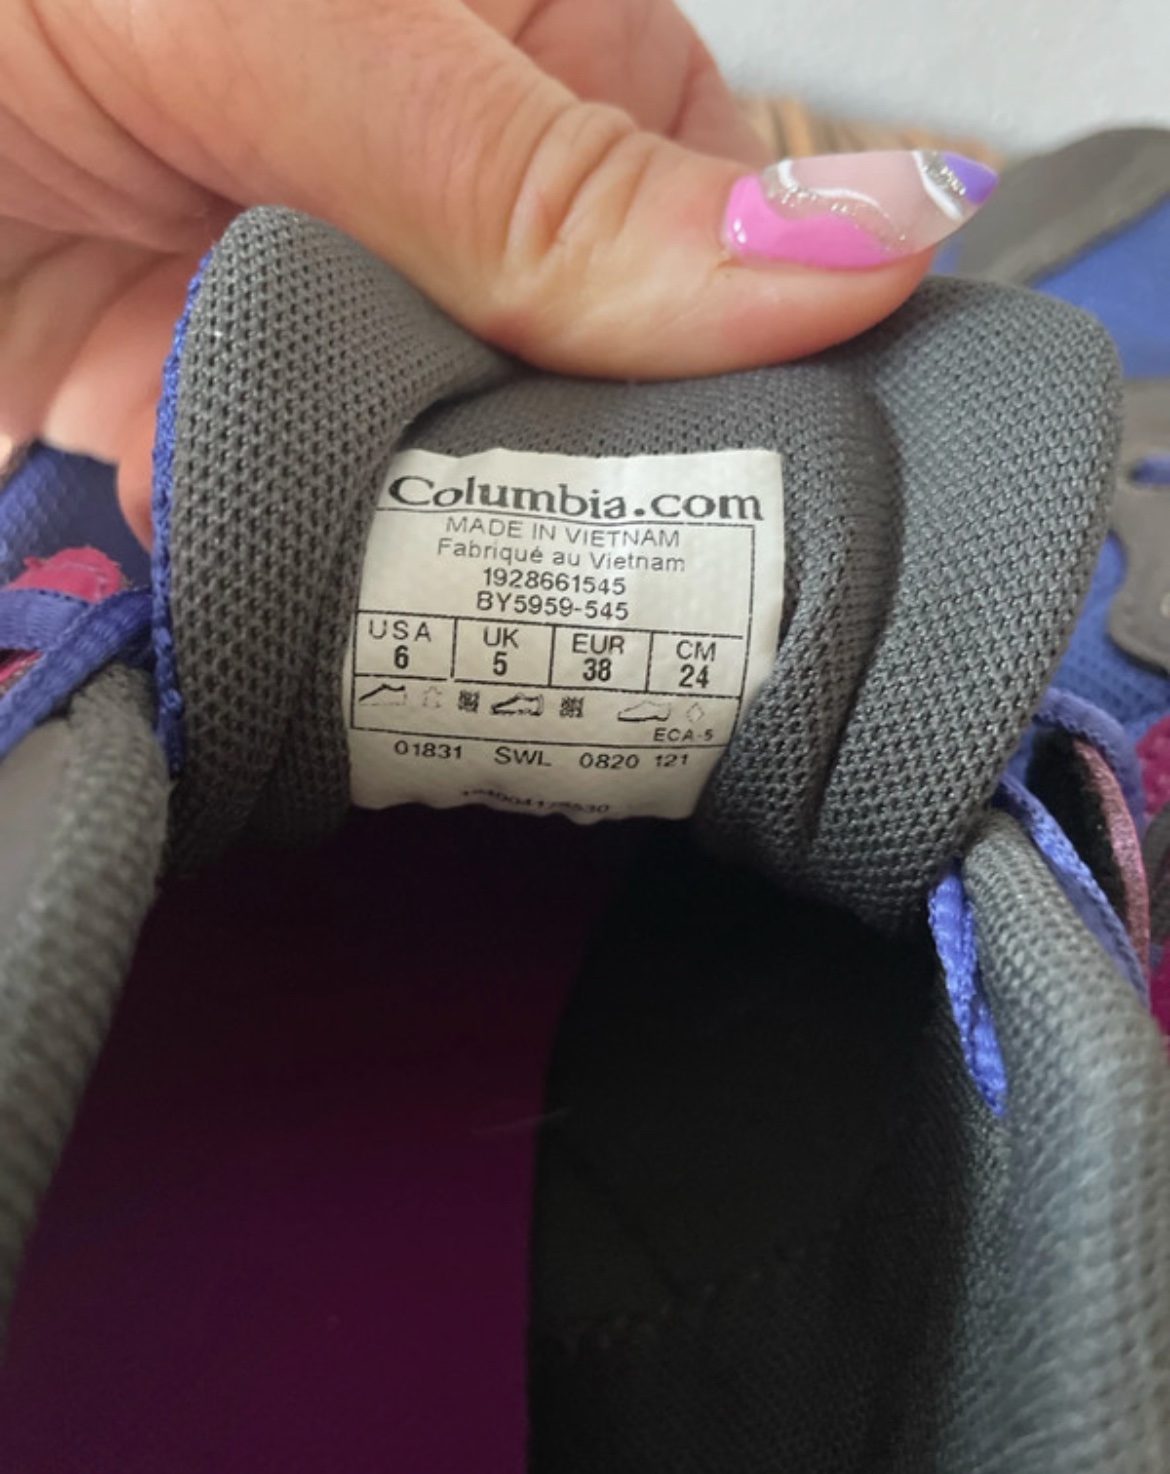 Columbia.com
MADE IN VIETNAM
Fabriqué au Vietnam
1928661545
BY5959-545
USA UK EUR CM
6 5 38 24
ECA-5
01831 SWL 0820 121